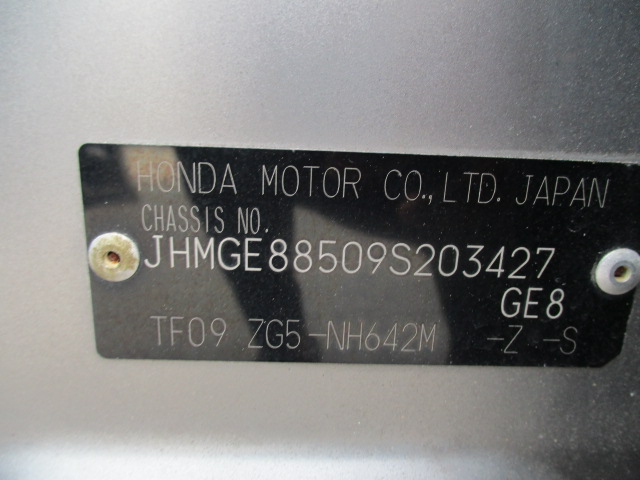 HONDA MOTOR CO., LTD. JAPAN
CHASSIS NO.
JHMGE88509S203427
GE8
TF09 ZG5-NH642M -Z -S